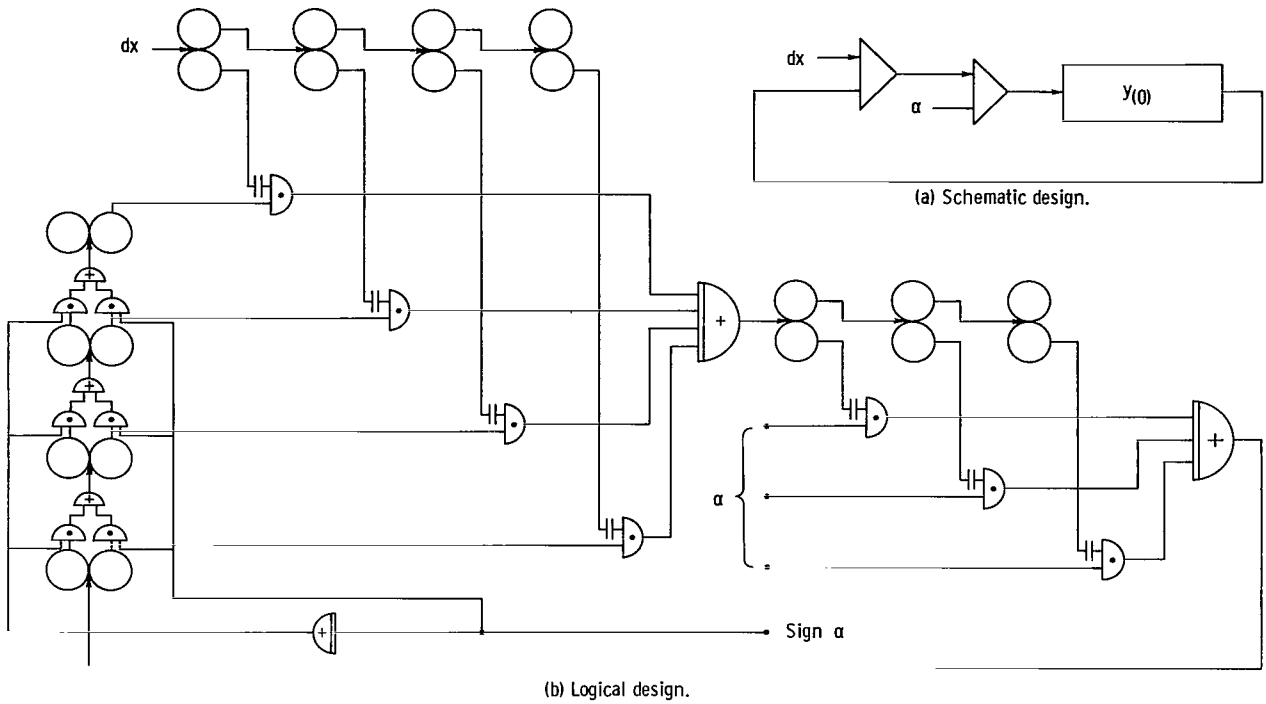 dx
dx
α
y(0)
(a) Schematic design.
+
+
+
+
+
α
+
Sign α
(b) Logical design.